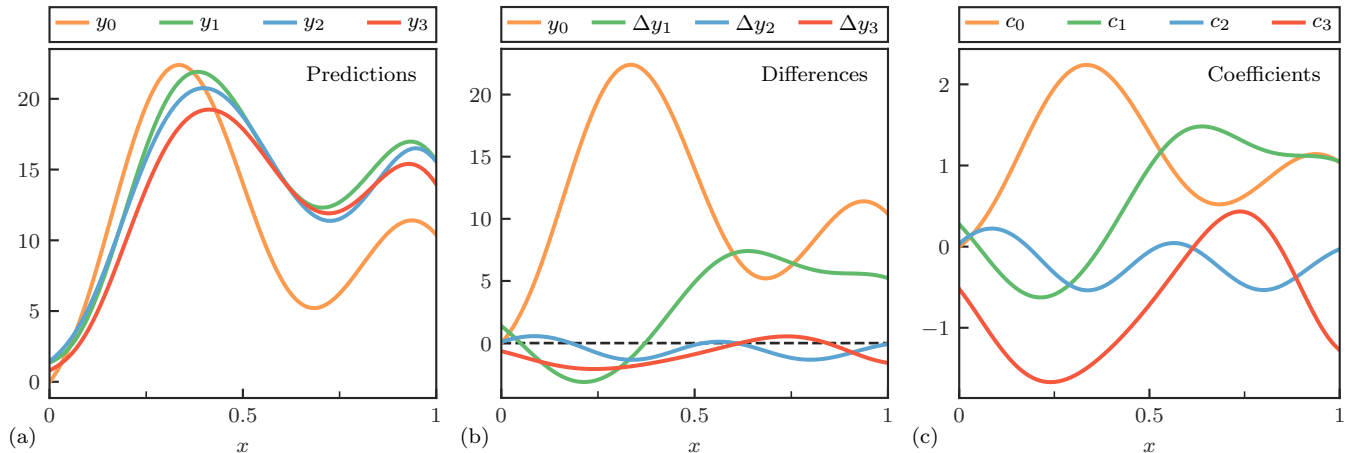 y₀ y₁ y₂ y₃
Predictions
20
15
10
5
0
0 0.5 1
x
(a)
y₀ Δy₁ Δy₂ Δy₃
Differences
20
15
10
5
0
0 0.5 1
x
(b)
c₀ c₁ c₂ c₃
Coefficients
2
1
0
−1
0 0.5 1
x
(c)